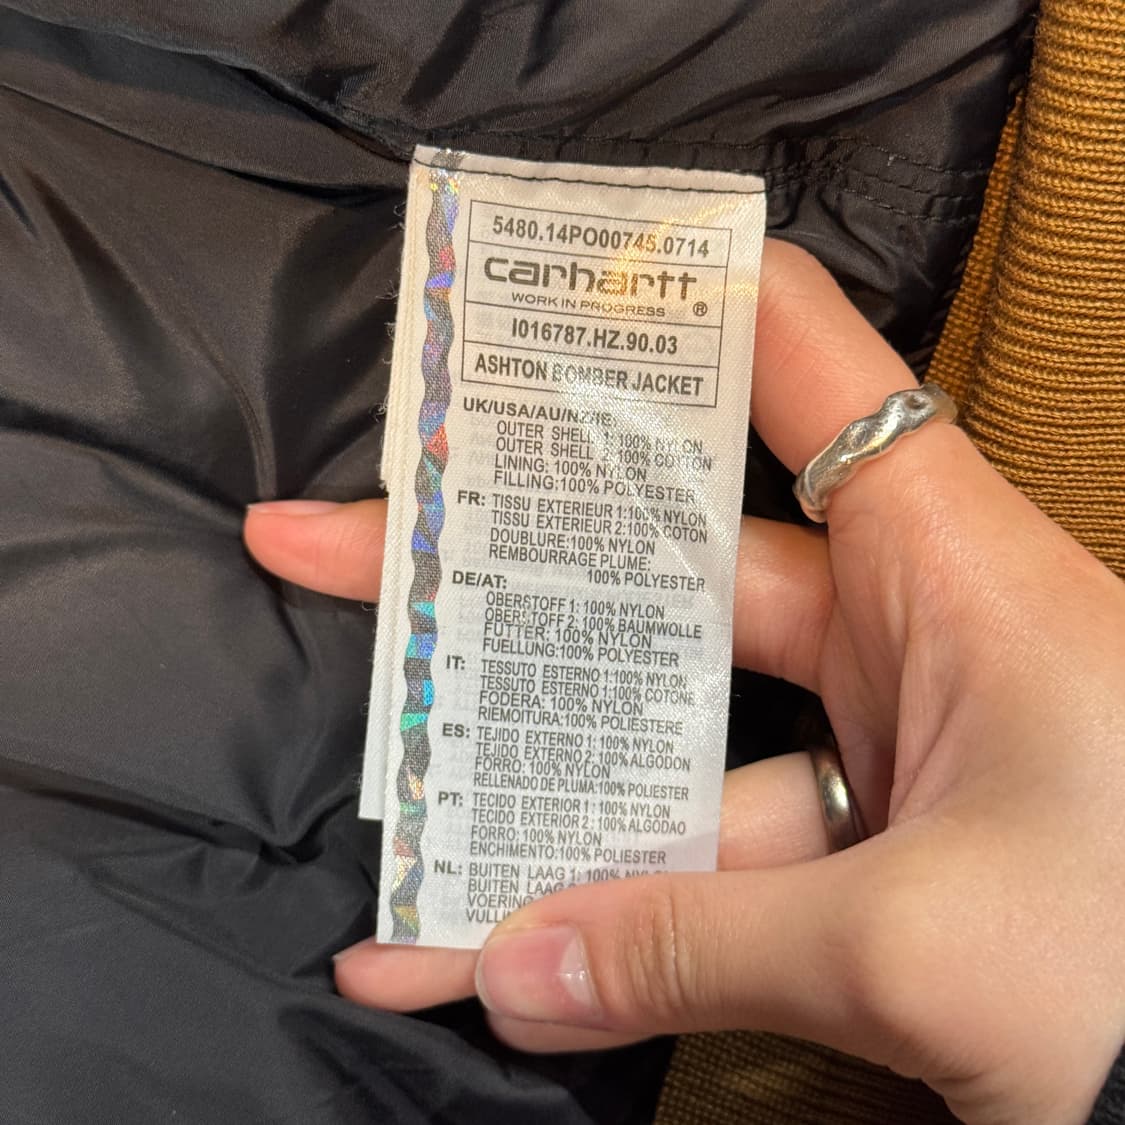 5480.14PO00745.0714
carhartt
WORK IN PROGRESS ®
I016787.HZ.90.03
ASHTON BOMBER JACKET
UK/USA/AU/NZ/IE:
OUTER SHELL 1: 100% NYLON
OUTER SHELL 2: 100% COTTON
LINING: 100% NYLON
FILLING:100% POLYESTER
FR: TISSU EXTERIEUR 1:100% NYLON
TISSU EXTERIEUR 2:100% COTON
DOUBLURE:100% NYLON
REMBOURRAGE PLUME:
100% POLYESTER
DE/AT:
OBERSTOFF 1: 100% NYLON
OBERSTOFF 2: 100% BAUMWOLLE
FUTTER: 100% NYLON
FUELLUNG:100% POLYESTER
IT: TESSUTO ESTERNO 1:100% NYLON
TESSUTO ESTERNO 1:100% COTONE
FODERA: 100% NYLON
RIEMOITURA:100% POLIESTERE
ES: TEJIDO EXTERNO 1: 100% NYLON
TEJIDO EXTERNO 2: 100% ALGODON
FORRO: 100% NYLON
RELLENADO DE PLUMA:100% POLIESTER
PT: TECIDO EXTERIOR 1: 100% NYLON
TECIDO EXTERIOR 2: 100% ALGODAO
FORRO: 100% NYLON
ENCHIMENTO:100% POLIESTER
NL: BUITEN LAAG 1: 100%
BUITEN LAAG
VOERING